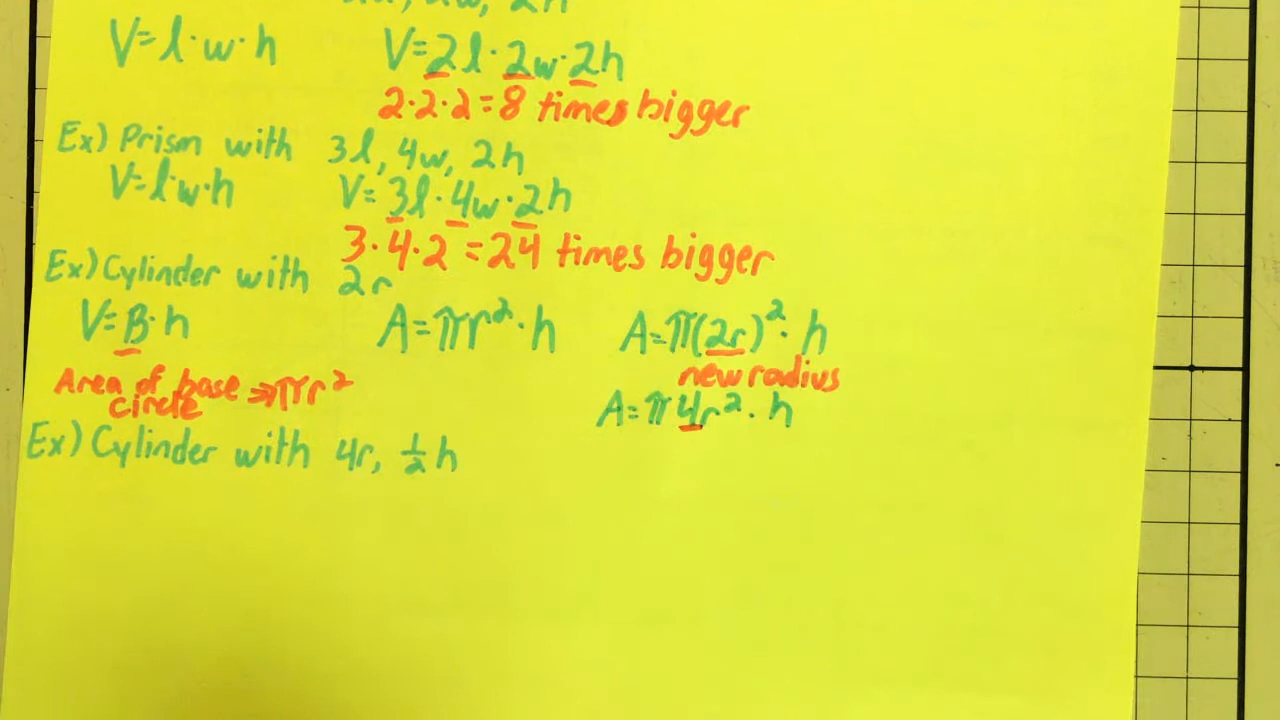 2h
V=l·w·h V=2l·2w·2h
2·2·2=8 times bigger
Ex) Prism with 3l, 4w, 2h
V=l·w·h V=3l·4w·2h
3·4·2=24 times bigger
Ex) Cylinder with 2r
V=B·h A=πr²·h A=π(2r)²·h
new radius
Area of base ⇒πr²
circle
A=π4r²·h
Ex) Cylinder with 4r, ½h